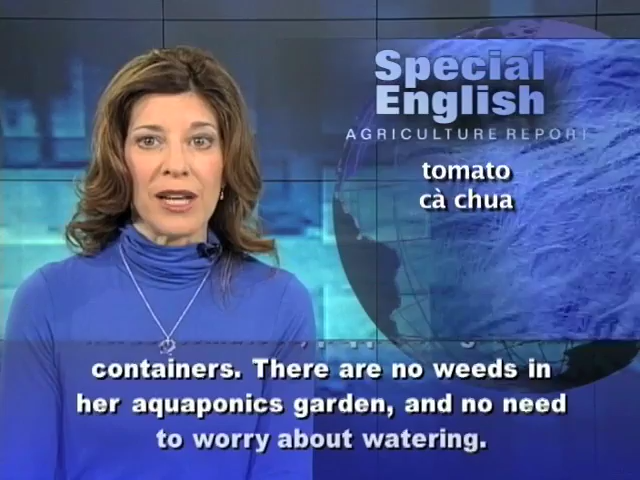 Special
English
AGRICULTURE REPORT
tomato
cà chua
containers. There are no weeds in
her aquaponics garden, and no need
to worry about watering.